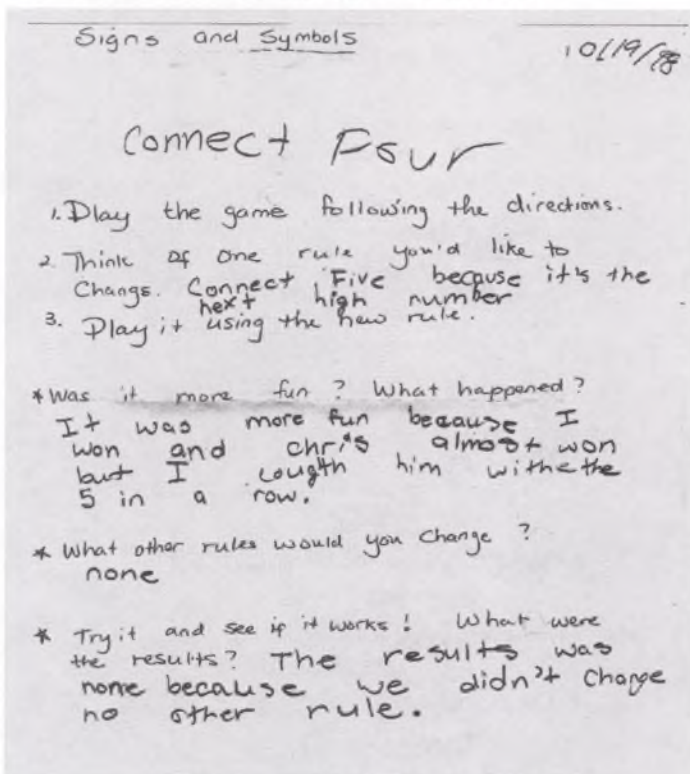 Signs and Symbols
10/19/98
Connect Four
1. Play the game following the directions.
2. Think of one rule you'd like to
Change. Connect Five because it's the
next high number
3. Play it using the new rule.
* Was it more fun? What happened?
It was more fun because I
won and chris almost won
but I cougth him withethe
5 in a row.
* What other rules would you change?
none
* Try it and see if it works! What were
the results? The results was
none because we didn't change
no other rule.